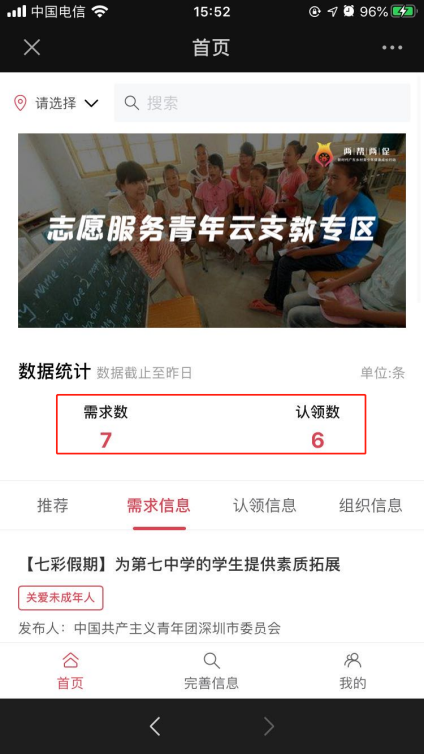 中国电信 15:52 96%
首页
请选择 搜索
两|帮|两|促
志愿服务青年云支教专区
数据统计 数据截止至昨日 单位:条
需求数 认领数
7 6
推荐 需求信息 认领信息 组织信息
【七彩假期】为第七中学的学生提供素质拓展
关爱未成年人
发布人：中国共产主义青年团深圳市委员会
首页 完善信息 我的